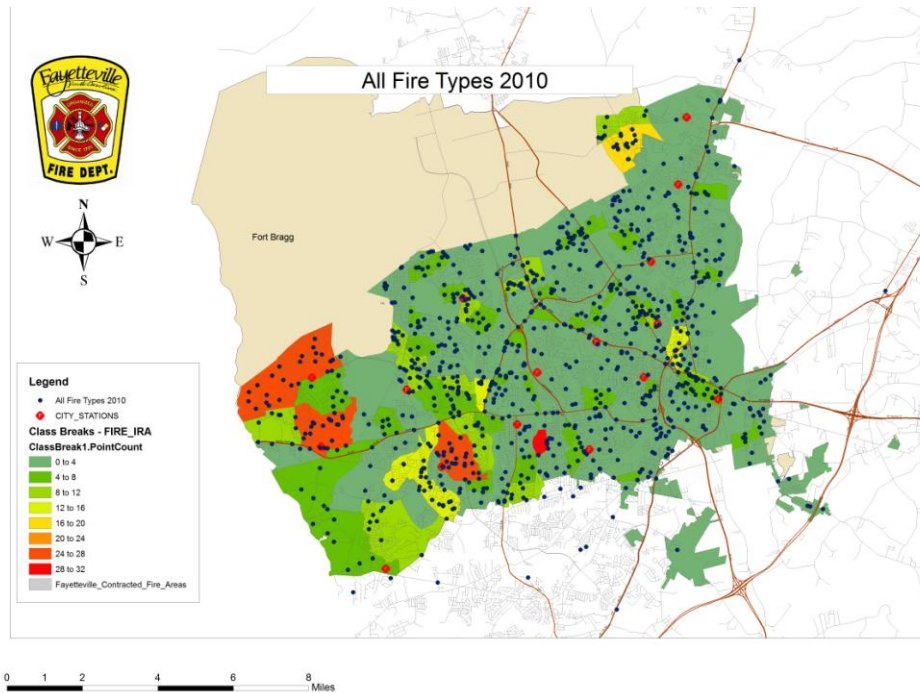 All Fire Types 2010
Fayetteville
North Carolina
ORGANIZED
SINCE 1791
FIRE DEPT.
N
W E
S
Fort Bragg
Legend
All Fire Types 2010
CITY_STATIONS
Class Breaks - FIRE_IRA
ClassBreak1.PointCount
0 to 4
4 to 8
8 to 12
12 to 16
16 to 20
20 to 24
24 to 28
28 to 32
Fayetteville_Contracted_Fire_Areas
0 1 2 4 6 8
Miles